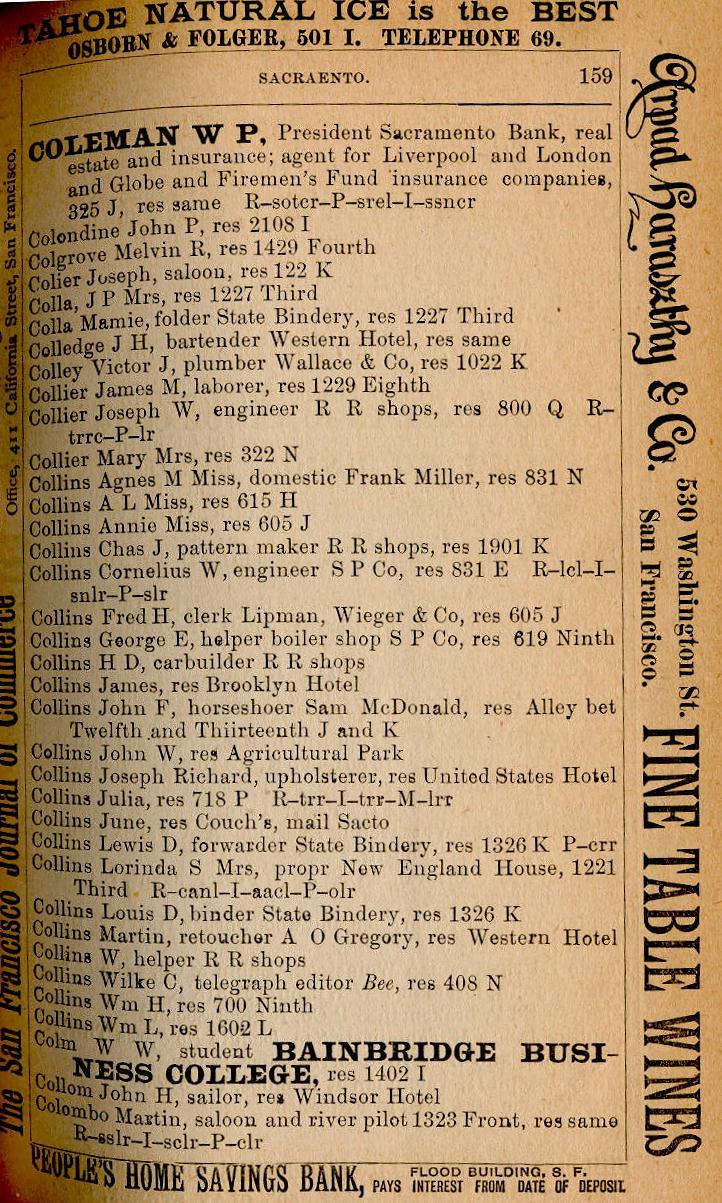 TAHOE NATURAL ICE is the BEST
OSBORN & FOLGER, 501 I. TELEPHONE 69.
SACRAENTO. 159
COLEMAN W P, President Sacramento Bank, real
estate and insurance; agent for Liverpool and London
and Globe and Firemen's Fund insurance companies,
325 J, res same R-sotcr-P-srel-I-ssncr
Colondine John P, res 2108 I
Colgrove Melvin R, res 1429 Fourth
Colier Joseph, saloon, res 122 K
Colla, J P Mrs, res 1227 Third
Colla Mamie, folder State Bindery, res 1227 Third
Colledge J H, bartender Western Hotel, res same
Colley Victor J, plumber Wallace & Co, res 1022 K
Collier James M, laborer, res 1229 Eighth
Collier Joseph W, engineer R R shops, res 800 Q R-
trrc-P-lr
Collier Mary Mrs, res 322 N
Collins Agnes M Miss, domestic Frank Miller, res 831 N
Collins A L Miss, res 615 H
Collins Annie Miss, res 605 J
Collins Chas J, pattern maker R R shops, res 1901 K
Collins Cornelius W, engineer S P Co, res 831 E R-lcl-I-
snlr-P-slr
Collins Fred H, clerk Lipman, Wieger & Co, res 605 J
Collins George E, helper boiler shop S P Co, res 619 Ninth
Collins H D, carbuilder R R shops
Collins James, res Brooklyn Hotel
Collins John F, horseshoer Sam McDonald, res Alley bet
Twelfth and Thiirteenth J and K
Collins John W, res Agricultural Park
Collins Joseph Richard, upholsterer, res United States Hotel
Collins Julia, res 718 P R-trr-I-trr-M-lrr
Collins June, res Couch's, mail Sacto
Collins Lewis D, forwarder State Bindery, res 1326 K P-crr
Collins Lorinda S Mrs, propr New England House, 1221
Third R-canl-I-aacl-P-olr
Collins Louis D, binder State Bindery, res 1326 K
Collins Martin, retoucher A O Gregory, res Western Hotel
Collins W, helper R R shops
Collins Wilke C, telegraph editor Bee, res 408 N
Collins Wm H, res 700 Ninth
Collins Wm L, res 1602 L
Colm W W, student BAINBRIDGE BUSI-
NESS COLLEGE, res 1402 I
Collom John H, sailor, res Windsor Hotel
Colombo Martin, saloon and river pilot 1323 Front, res same
R-sslr-I-sclr-P-clr
PEOPLE'S HOME SAVINGS BANK, FLOOD BUILDING, S. F.
PAYS INTEREST FROM DATE OF DEPOSIT.
The San Francisco Journal of Commerce
Office, 411 California Street, San Francisco.
Arpad Haraszthy & Co.
530 Washington St.
San Francisco.
FINE TABLE WINES